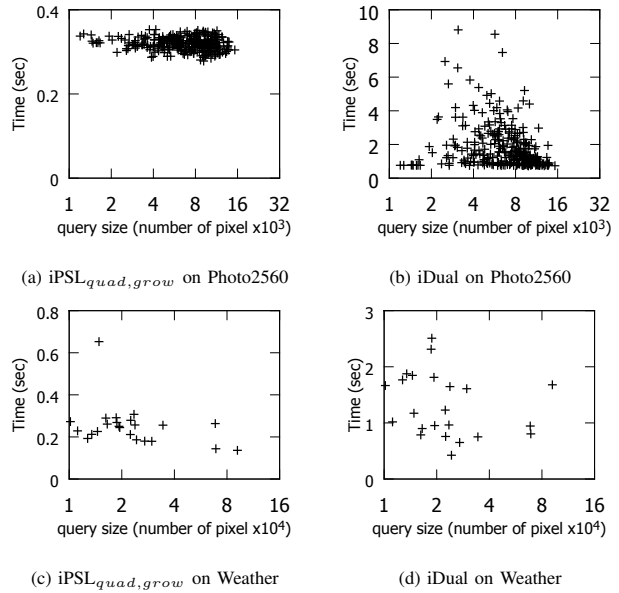 0.4
0.2
0
Time (sec)
1 2 4 8 16 32
query size (number of pixel x10³)
(a) iPSL_quad,grow on Photo2560
10
8
6
4
2
0
Time (sec)
1 2 4 8 16 32
query size (number of pixel x10³)
(b) iDual on Photo2560
0.8
0.6
0.4
0.2
0
Time (sec)
1 2 4 8 16
query size (number of pixel x10⁴)
(c) iPSL_quad,grow on Weather
3
2
1
0
Time (sec)
1 2 4 8 16
query size (number of pixel x10⁴)
(d) iDual on Weather